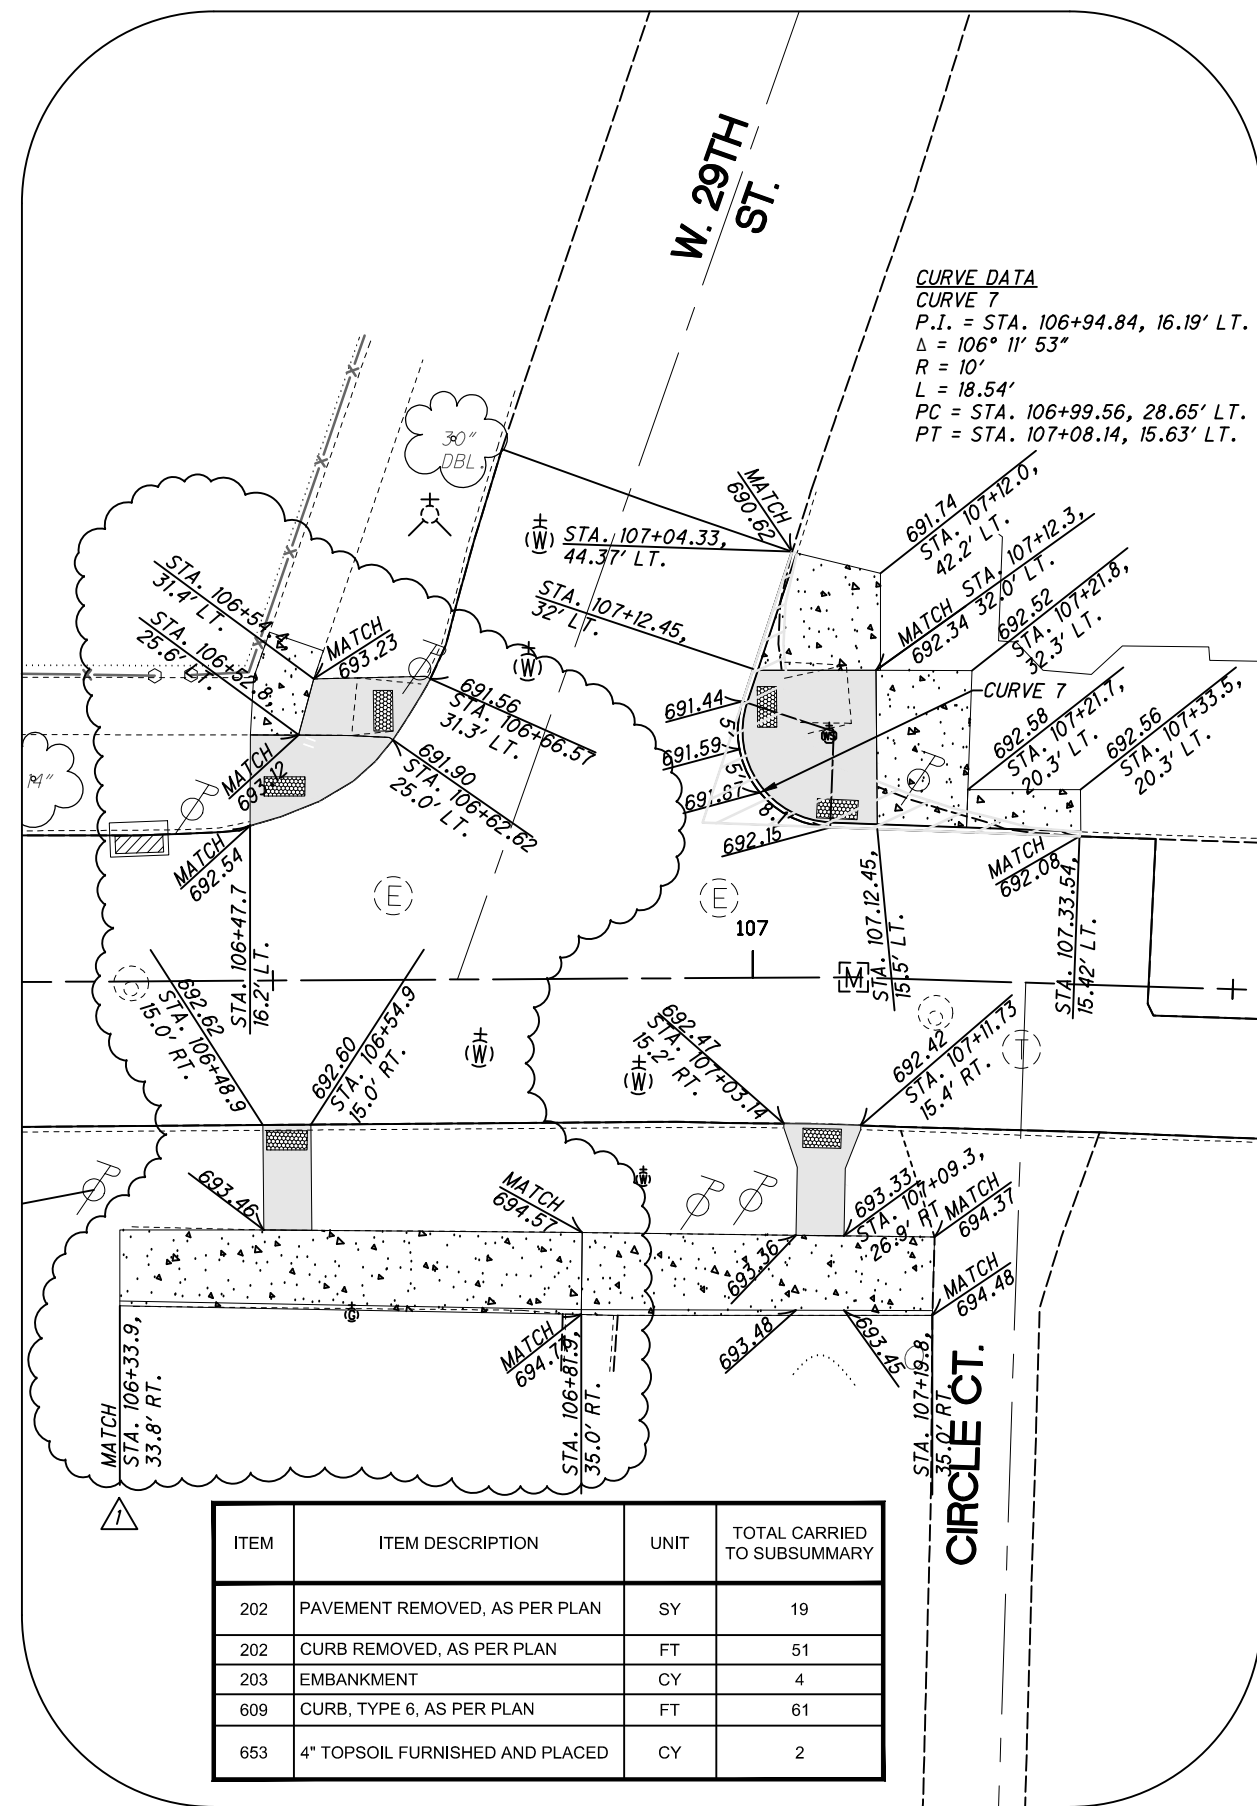 W. 29TH
ST.
CURVE DATA
CURVE 7
P.I. = STA. 106+94.84, 16.19' LT.
Δ = 106° 11' 53"
R = 10'
L = 18.54'
PC = STA. 106+99.56, 28.65' LT.
PT = STA. 107+08.14, 15.63' LT.
30"
DBL.
MATCH
690.62
691.74
STA. 107+12.0,
42.2' LT.
(W)
STA. 107+04.33,
44.37' LT.
MATCH STA. 107+12.3,
692.34 32.0' LT.
STA. 106+54.4,
31.4' LT.
STA. 107+12.45,
32' LT.
692.52
STA. 107+21.8,
32.3' LT.
STA. 106+52.8,
25.6' LT.
MATCH
693.23
(W)
691.56
STA. 106+66.57
31.3' LT.
CURVE 7
691.44
5'
691.59
5'
691.87
8'
692.15
692.58
STA. 107+21.7,
20.3' LT.
692.56
STA. 107+33.5,
20.3' LT.
MATCH
693.12
691.90
STA. 106+62.62
25.0' LT.
14"
MATCH
692.54
MATCH
692.08
STA. 106+47.7
16.2' LT.
E
E
107
M
STA. 107.12.45,
15.5' LT.
STA. 107.33.54,
15.42' LT.
692.62
STA. 106+48.9
15.0' RT.
692.60
STA. 106+54.9
15.0' RT.
(W)
692.47
STA. 107+03.14
15.2' RT.
(W)
692.42
STA. 107+11.73
15.4' RT.
T
693.46
MATCH
694.57
(W)
693.33
STA. 107+09.3,
26.9' RT
MATCH
694.37
693.36
MATCH
694.48
G
MATCH
694.77
693.48
693.45
MATCH
STA. 106+33.9,
33.8' RT.
STA. 106+81.9,
35.0' RT.
STA. 107+19.8,
35.0' RT.
CIRCLE CT.
1
ITEM ITEM DESCRIPTION UNIT TOTAL CARRIED
TO SUBSUMMARY
202 PAVEMENT REMOVED, AS PER PLAN SY 19
202 CURB REMOVED, AS PER PLAN FT 51
203 EMBANKMENT CY 4
609 CURB, TYPE 6, AS PER PLAN FT 61
653 4" TOPSOIL FURNISHED AND PLACED CY 2